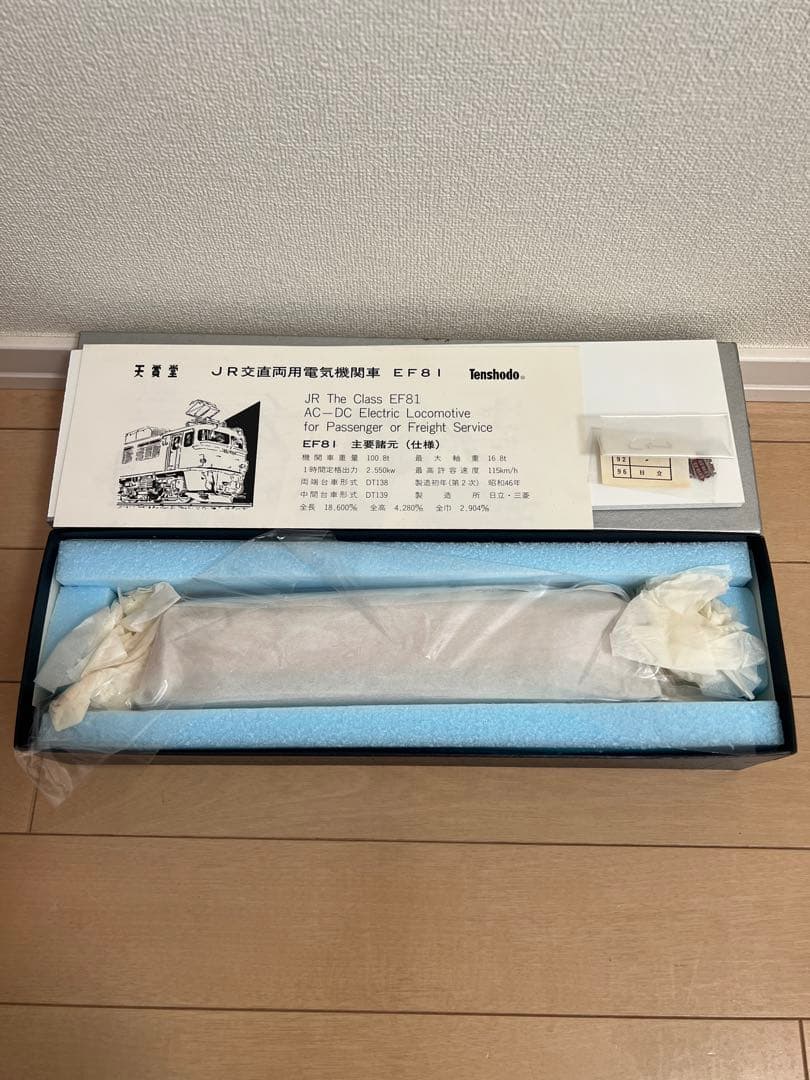 天賞堂 JR交直両用電気機関車 EF81 Tenshodo®
JR The Class EF81
AC-DC Electric Locomotive
for Passenger or Freight Service
EF81 主要諸元(仕様)
機関車重量 100.8t 最大軸重 16.8t
1時間定格出力 2,550kw 最高許容速度 115km/h
両端台車形式 DT138 製造初年(第2次) 昭和46年
中間台車形式 DT139 製造所 日立・三菱
全長 18,600% 全高 4,280% 全巾 2,904%
92
96 日立